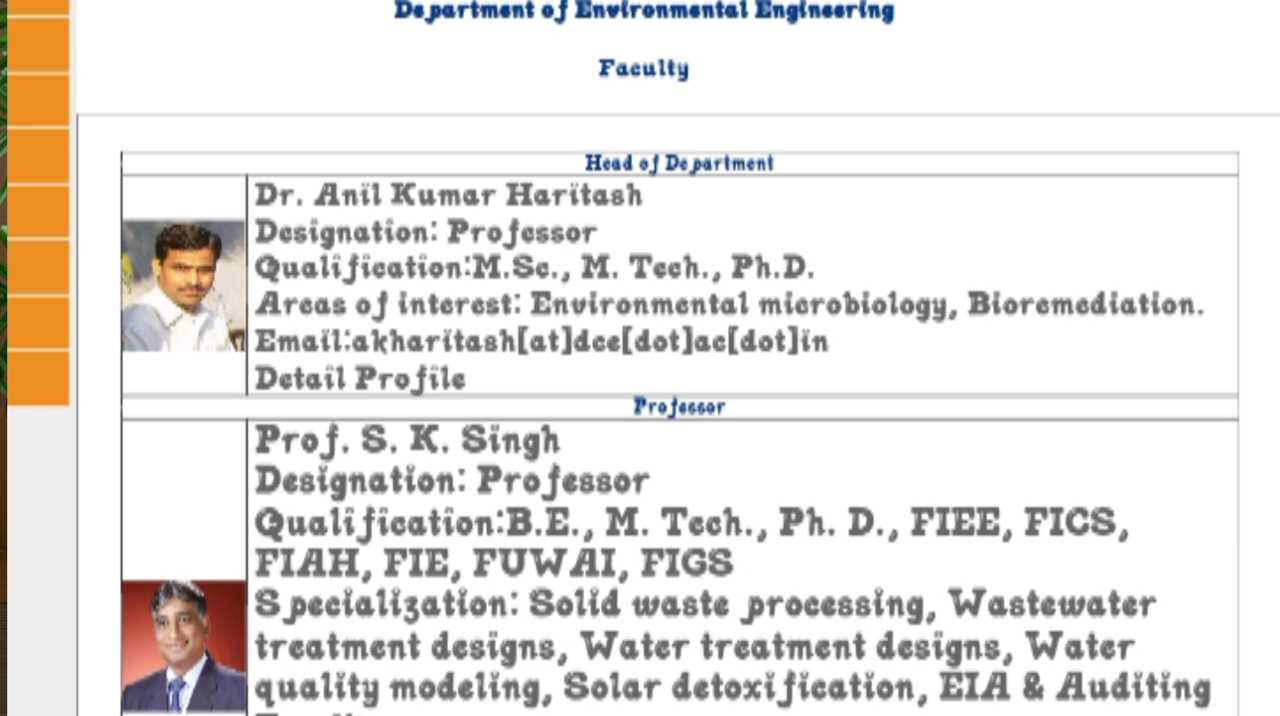 Department of Environmental Engineering
Faculty
Head of Department
Dr. Anil Kumar Haritash
Designation: Professor
Qualification:M.Sc., M. Tech., Ph.D.
Areas of interest: Environmental microbiology, Bioremediation.
Email:akharitash[at]dce[dot]ac[dot]in
Detail Profile
Professor
Prof. S. K. Singh
Designation: Professor
Qualification:B.E., M. Tech., Ph. D., FIEE, FICS,
FIAH, FIE, FUWAI, FIGS
Specialization: Solid waste processing, Wastewater
treatment designs, Water treatment designs, Water
quality modeling, Solar detoxification, EIA & Auditing